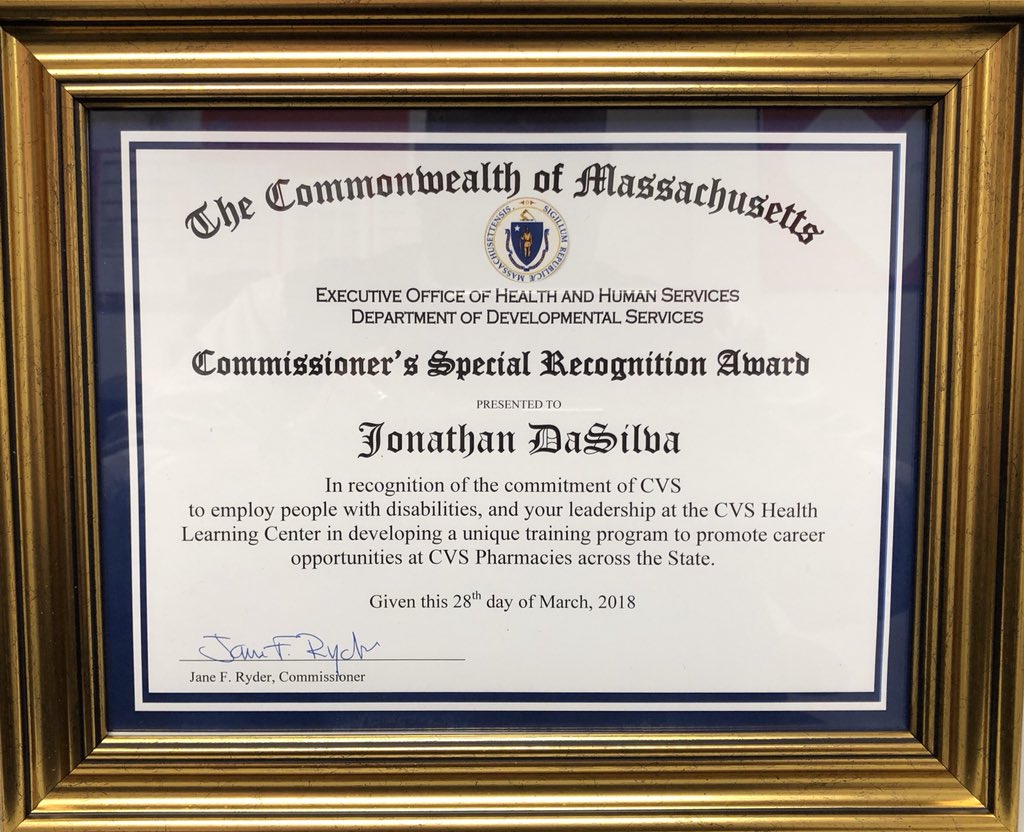 The Commonwealth of Massachusetts
SIGILLUM REIPUBLICÆ MASSACHUSETTENSIS
EXECUTIVE OFFICE OF HEALTH AND HUMAN SERVICES
DEPARTMENT OF DEVELOPMENTAL SERVICES
Commissioner's Special Recognition Award
PRESENTED TO
Jonathan DaSilva
In recognition of the commitment of CVS
to employ people with disabilities, and your leadership at the CVS Health
Learning Center in developing a unique training program to promote career
opportunities at CVS Pharmacies across the State.
Given this 28th day of March, 2018
Jane F. Ryder
Jane F. Ryder, Commissioner